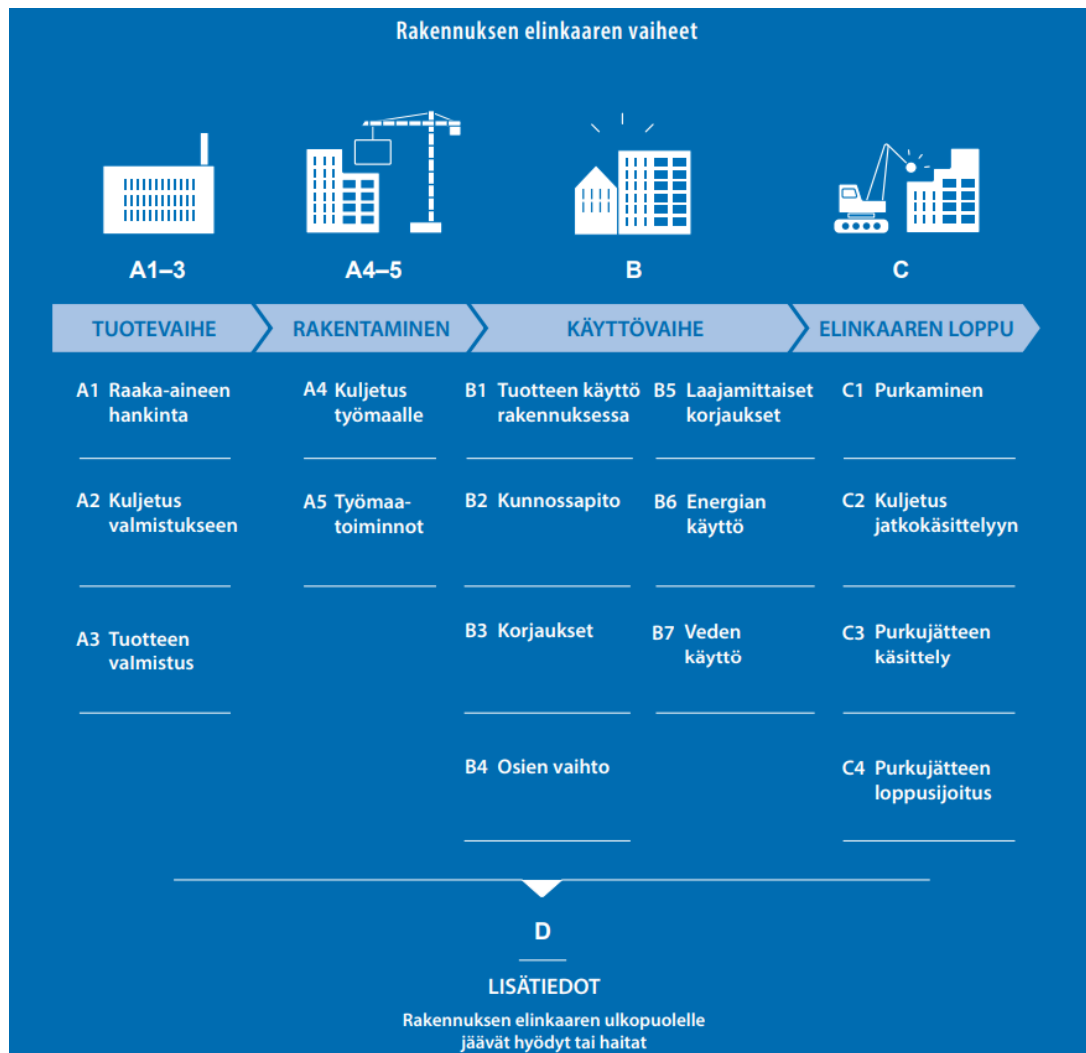 Rakennuksen elinkaaren vaiheet
A1–3
A4–5
B
C
TUOTEVAIHE
RAKENTAMINEN
KÄYTTÖVAIHE
ELINKAAREN LOPPU
A1 Raaka-aineen
hankinta
A2 Kuljetus
valmistukseen
A3 Tuotteen
valmistus
A4 Kuljetus
työmaalle
A5 Työmaa-
toiminnot
B1 Tuotteen käyttö
rakennuksessa
B2 Kunnossapito
B3 Korjaukset
B4 Osien vaihto
B5 Laajamittaiset
korjaukset
B6 Energian
käyttö
B7 Veden
käyttö
C1 Purkaminen
C2 Kuljetus
jatkokäsittelyyn
C3 Purkujätteen
käsittely
C4 Purkujätteen
loppusijoitus
D
LISÄTIEDOT
Rakennuksen elinkaaren ulkopuolelle
jäävät hyödyt tai haitat